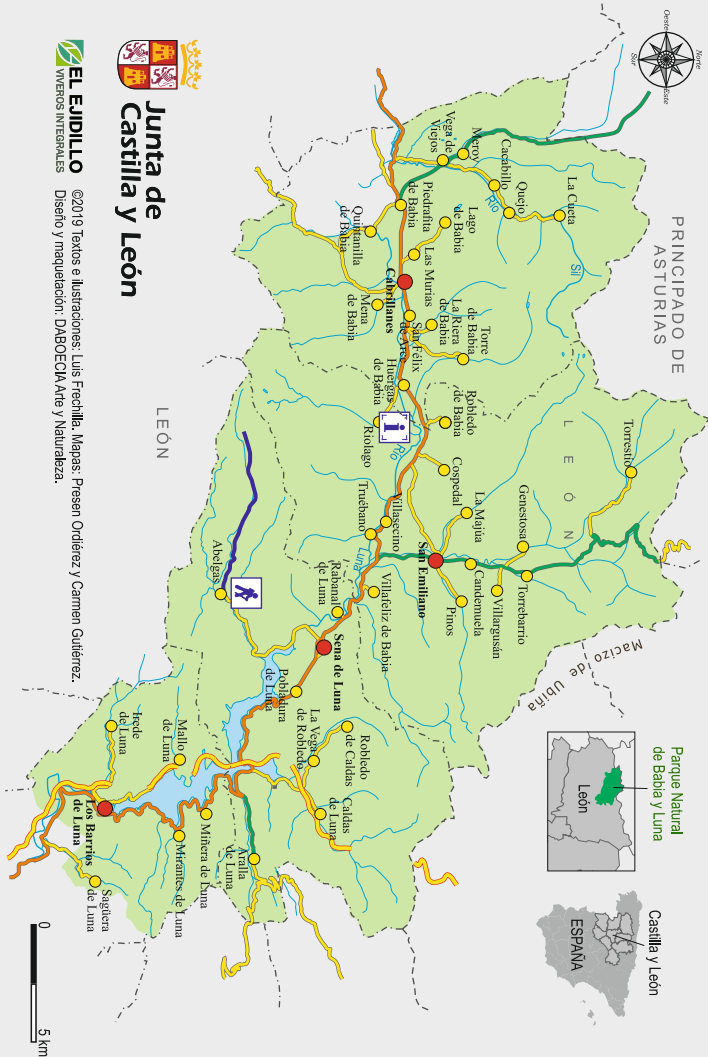 Norte
Oeste
Este
Sur
PRINCIPADO DE
ASTURIAS
Macizo de Ubiña
LEÓN
LEÓN
La Cueta
Quejo
Cacabillo
Meroy
Vega de
Viejos
Río
Sil
Piedrafita
de Babia
Quintanilla
de Babia
Lago
de Babia
Las Murias
Cabrillanes
Mena
de Babia
San Félix
de Arce
La Riera
de Babia
Torre
de Babia
Huergas
de Babia
Riolago
i
Río
Luna
Robledo
de Babia
Cospedal
La Majúa
Torrestío
Genestosa
Torrebarrio
Villargusán
Candemuela
San Emiliano
Pinos
Villasecino
Truébano
Villafeliz de Babia
Rabanal
de Luna
Sena de Luna
Abelgas
Pobladura
de Luna
La Vega
de Robledo
Robledo
de Caldas
Caldas
de Luna
Aralla
de Luna
Mallo
de Luna
Irede
de Luna
Miñera de Luna
Mirantes de Luna
Los Barrios
de Luna
Sagüera
de Luna
Parque Natural
de Babia y Luna
León
Castilla y León
ESPAÑA
0
5 km
Junta de
Castilla y León
EL EJIDILLO
VIVEROS INTEGRALES
©2019 Textos e ilustraciones: Luis Frechilla. Mapas: Presen Ordiérez y Carmen Gutiérrez.
Diseño y maquetación: DABOECIA Arte y Naturaleza.